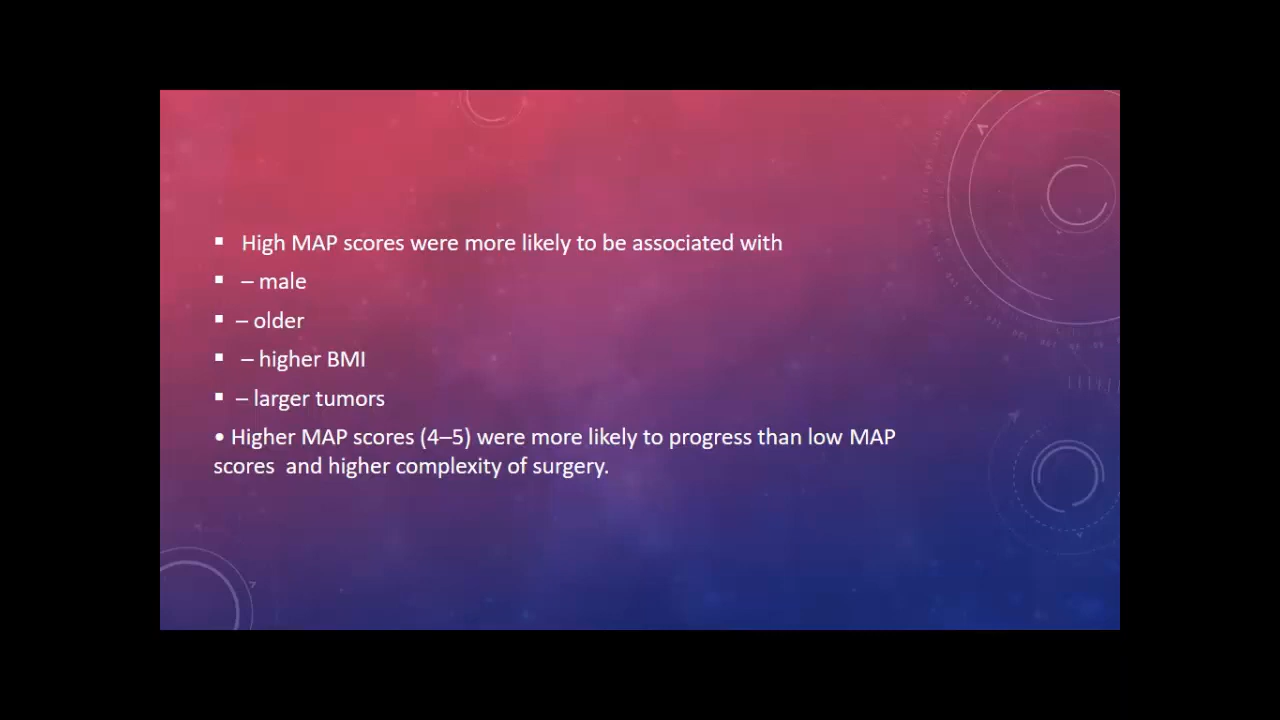 ▪ High MAP scores were more likely to be associated with
▪ – male
▪ – older
▪ – higher BMI
▪ – larger tumors
• Higher MAP scores (4–5) were more likely to progress than low MAP
scores and higher complexity of surgery.